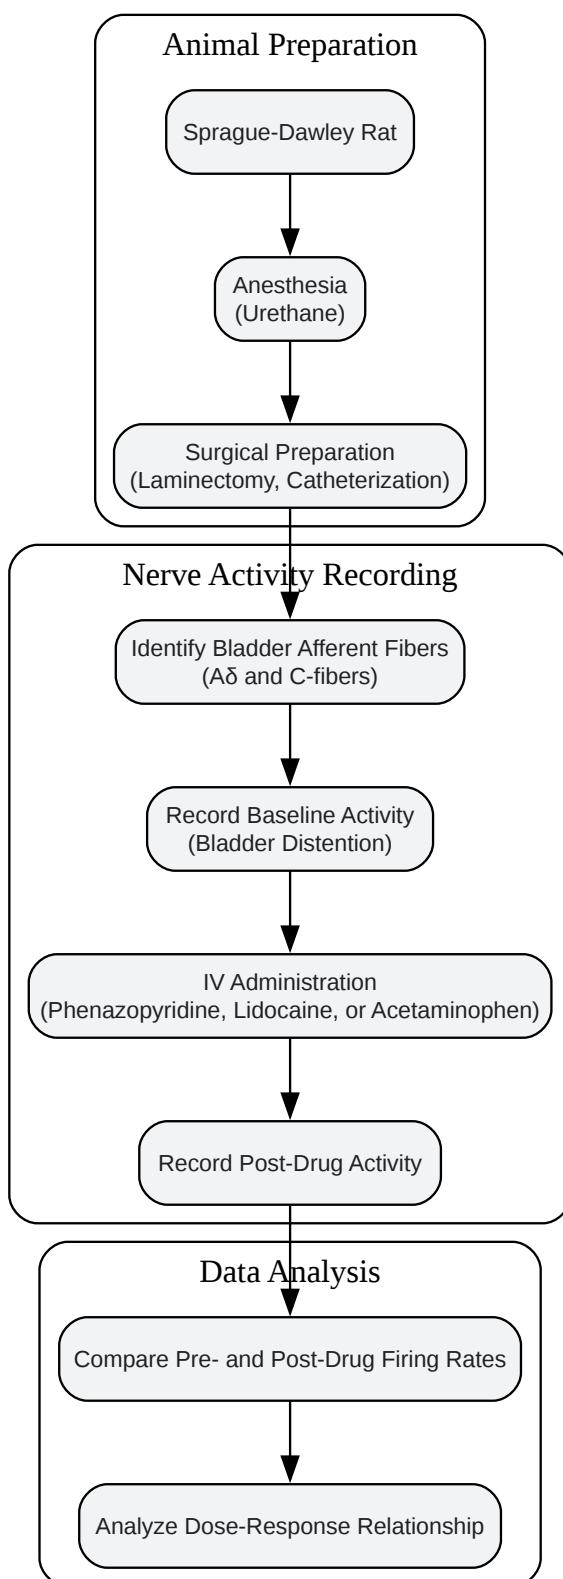 Animal Preparation
Sprague-Dawley Rat
Anesthesia
(Urethane)
Surgical Preparation
(Laminectomy, Catheterization)
Nerve Activity Recording
Identify Bladder Afferent Fibers
(Aδ and C-fibers)
Record Baseline Activity
(Bladder Distention)
IV Administration
(Phenazopyridine, Lidocaine, or Acetaminophen)
Record Post-Drug Activity
Data Analysis
Compare Pre- and Post-Drug Firing Rates
Analyze Dose-Response Relationship